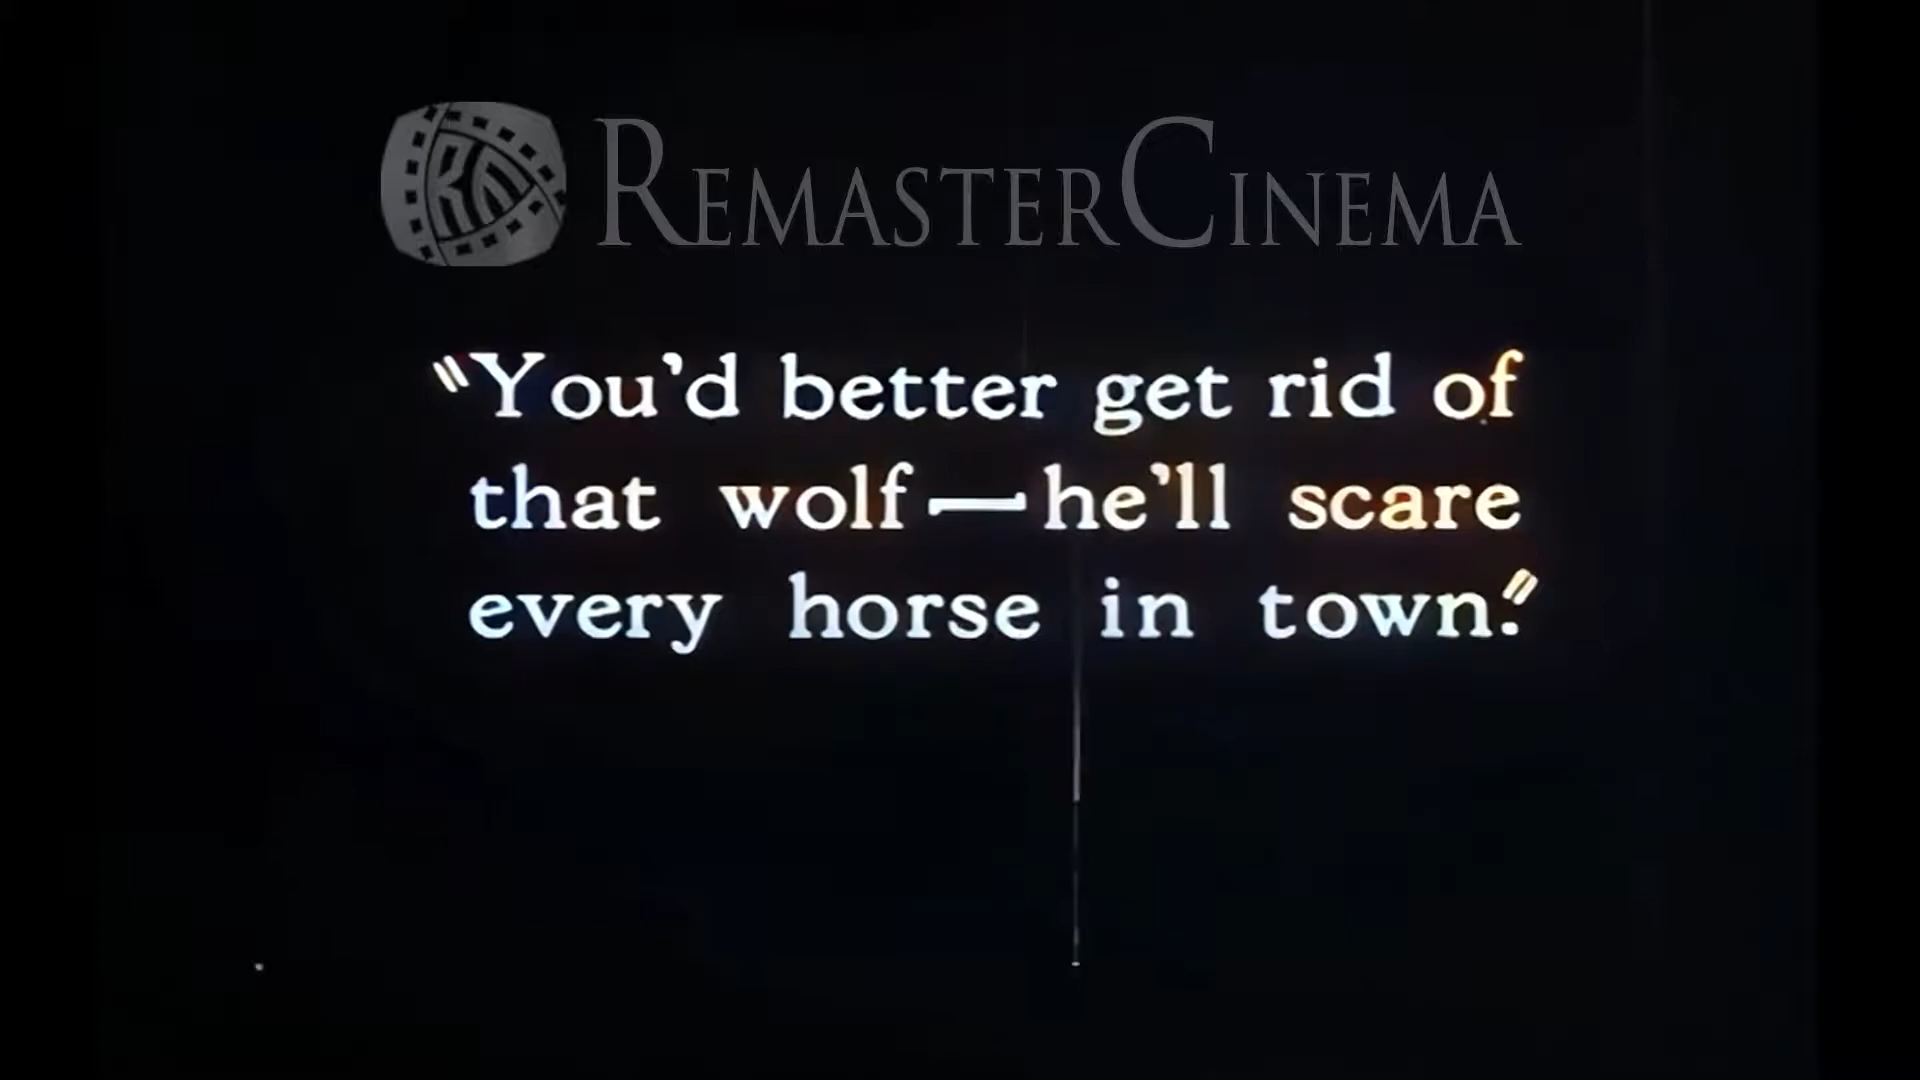 REMASTERCINEMA
"You'd better get rid of
that wolf—he'll scare
every horse in town."